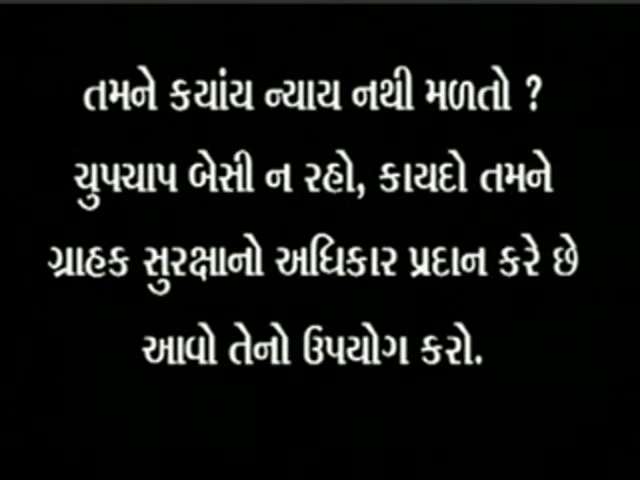 તમને કયાંય ન્યાય નથી મળતો ?
ચુપચાપ બેસી ન રહો, કાયદો તમને
ગ્રાહક સુરક્ષાનો અધિકાર પ્રદાન કરે છે
આવો તેનો ઉપયોગ કરો.